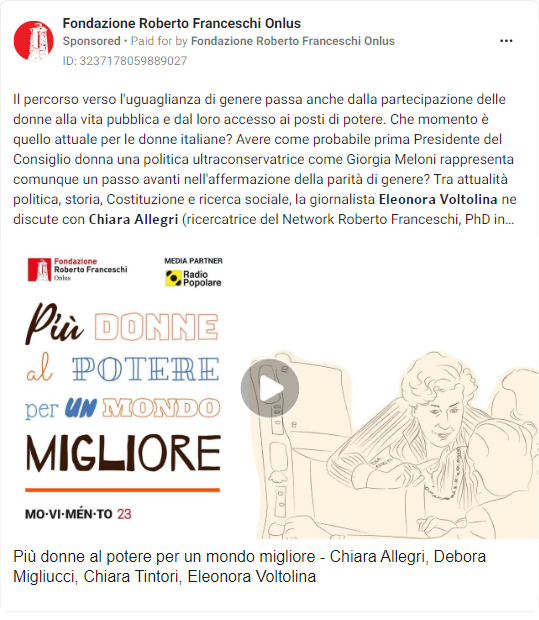 Fondazione Roberto Franceschi Onlus
Sponsored • Paid for by Fondazione Roberto Franceschi Onlus
ID: 3237178059889027
Il percorso verso l'uguaglianza di genere passa anche dalla partecipazione delle
donne alla vita pubblica e dal loro accesso ai posti di potere. Che momento è
quello attuale per le donne italiane? Avere come probabile prima Presidente del
Consiglio donna una politica ultraconservatrice come Giorgia Meloni rappresenta
comunque un passo avanti nell'affermazione della parità di genere? Tra attualità
politica, storia, Costituzione e ricerca sociale, la giornalista Eleonora Voltolina ne
discute con Chiara Allegri (ricercatrice del Network Roberto Franceschi, PhD in...
Fondazione
Roberto Franceschi
Onlus
MEDIA PARTNER
Radio
Popolare
Più DONNE
al POTERE
per UN MONDO
MIGLIORE
MO·VI·MÉN·TO 23
Più donne al potere per un mondo migliore - Chiara Allegri, Debora
Migliucci, Chiara Tintori, Eleonora Voltolina